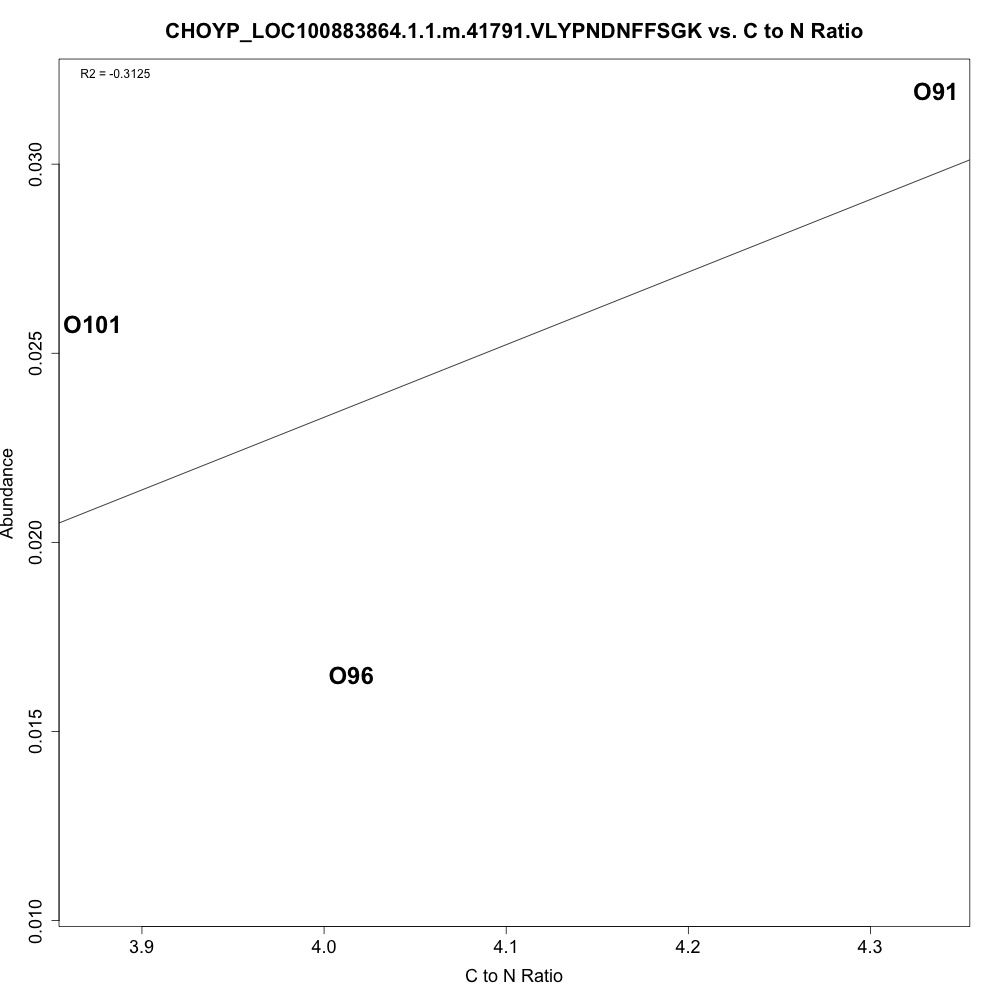 CHOYP_LOC100883864.1.1.m.41791.VLYPNDNFFSGK vs. C to N Ratio
R2 = -0.3125
O91
0.030
O101
0.025
Abundance
0.020
O96
0.015
0.010
3.9 4.0 4.1 4.2 4.3
C to N Ratio